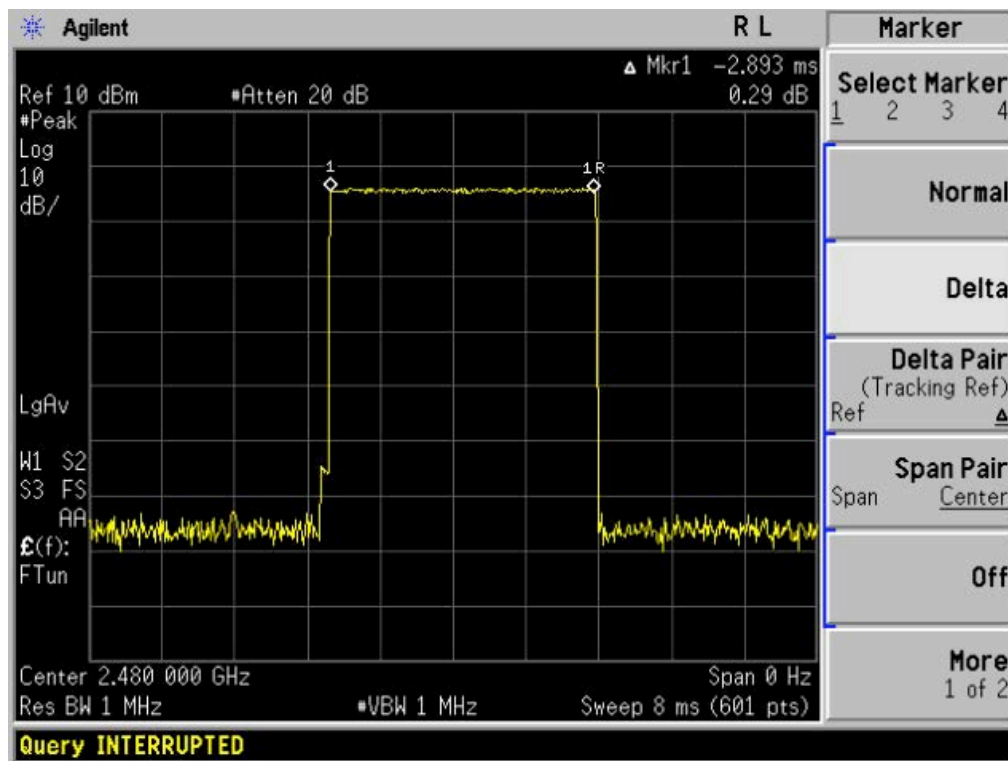 Agilent R L Marker
Δ Mkr1 -2.893 ms
Ref 10 dBm #Atten 20 dB 0.29 dB
Select Marker
1 2 3 4
#Peak
Log
10
dB/
1 1R
Normal
Delta
Delta Pair
(Tracking Ref)
Ref Δ
LgAv
W1 S2
S3 FS
AA
£(f):
FTun
Span Pair
Span Center
Off
Center 2.480 000 GHz Span 0 Hz
Res BW 1 MHz #VBW 1 MHz Sweep 8 ms (601 pts)
More
1 of 2
Query INTERRUPTED